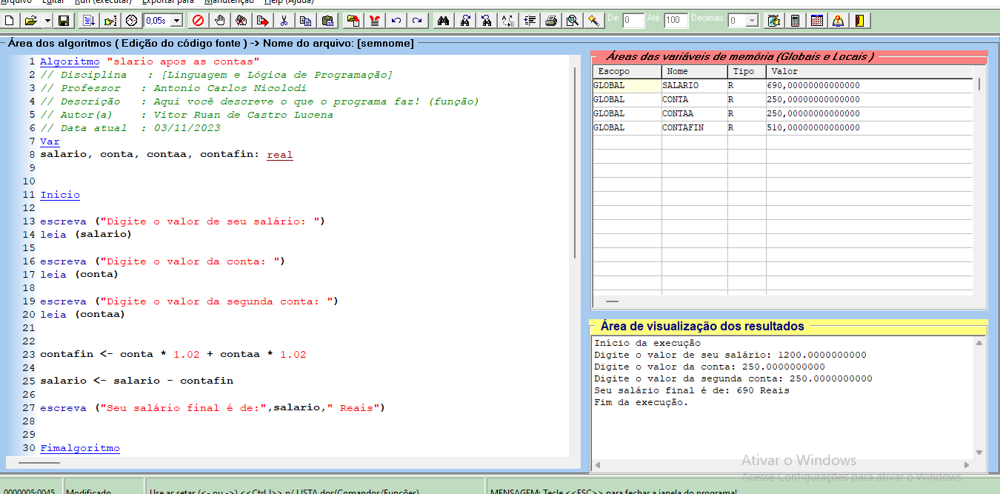 Arquivo Editar Run (executar) Exportar para Manutenção Help (Ajuda)
0,05s De: 0 Até: 100 Decimais: 0
Área dos algoritmos ( Edição do código fonte ) -> Nome do arquivo: [semnome]
1 Algoritmo "slario apos as contas"
2 // Disciplina : [Linguagem e Lógica de Programação]
3 // Professor : Antonio Carlos Nicolodi
4 // Descrição : Aqui você descreve o que o programa faz! (função)
5 // Autor(a) : Vitor Ruan de Castro Lucena
6 // Data atual : 03/11/2023
7 Var
8 salario, conta, contaa, contafin: real
9
10
11 Inicio
12
13 escreva ("Digite o valor de seu salário: ")
14 leia (salario)
15
16 escreva ("Digite o valor da conta: ")
17 leia (conta)
18
19 escreva ("Digite o valor da segunda conta: ")
20 leia (contaa)
21
22
23 contafin <- conta * 1.02 + contaa * 1.02
24
25 salario <- salario - contafin
26
27 escreva ("Seu salário final é de:",salario," Reais")
28
29
30 Fimalgoritmo
Áreas das variáveis de memória (Globais e Locais )
Escopo Nome Tipo Valor
GLOBAL SALARIO R 690,00000000000000
GLOBAL CONTA R 250,00000000000000
GLOBAL CONTAA R 250,00000000000000
GLOBAL CONTAFIN R 510,00000000000000
Área de visualização dos resultados
Início da execução
Digite o valor de seu salário: 1200.0000000000
Digite o valor da conta: 250.0000000000
Digite o valor da segunda conta: 250.0000000000
Seu salário final é de: 690 Reais
Fim da execução.
Ativar o Windows
Acesse Configurações para ativar o Windows.
0000005:0045 Modificado Use as setas (<- ou ->) <<Ctrl J>> p/ LISTA dos(Comandos/Funções) MENSAGEM: Tecle <<ESC>> para fechar a janela do programa!